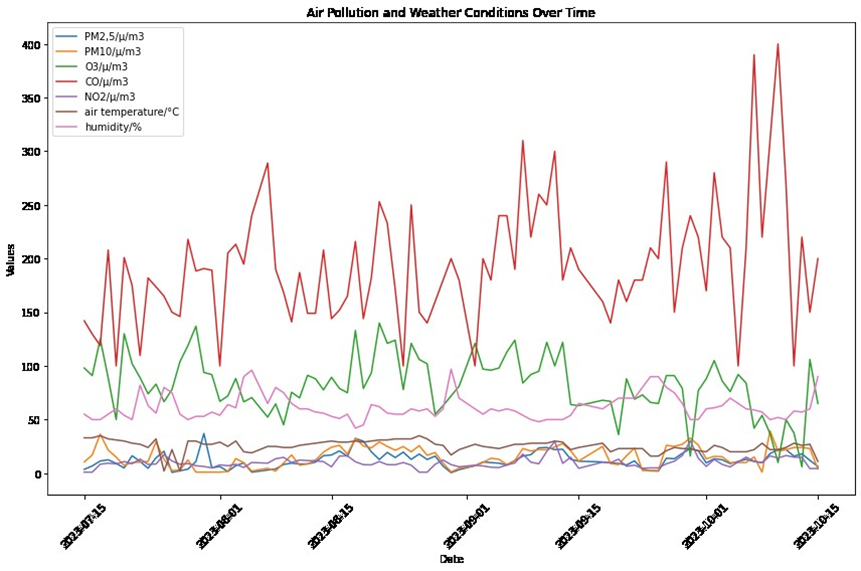 Air Pollution and Weather Conditions Over Time
PM2,5/μ/m3
PM10/μ/m3
O3/μ/m3
CO/μ/m3
NO2/μ/m3
air temperature/°C
humidity/%
400
350
300
250
200
150
100
50
0
Values
2023-07-15
2023-08-01
2023-08-15
2023-09-01
2023-09-15
2023-10-01
2023-10-15
Date